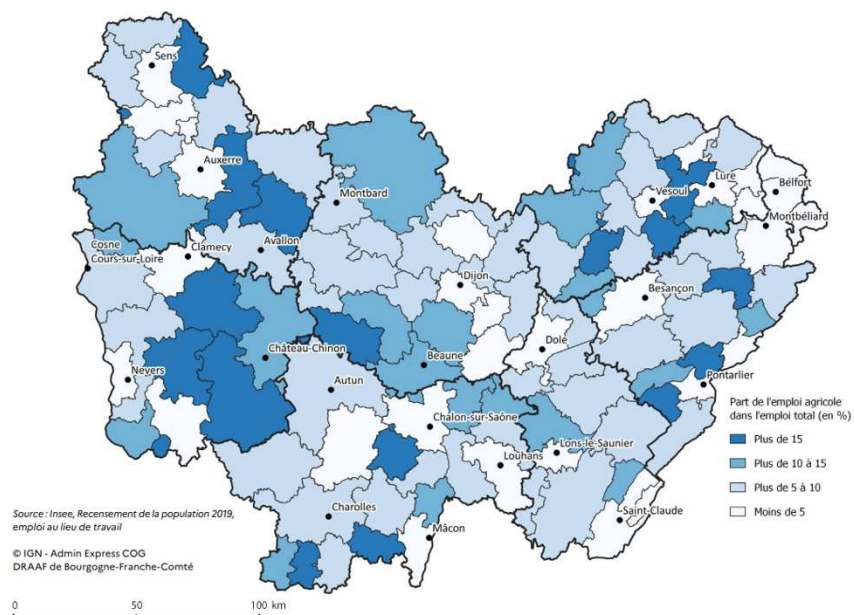 Sens
Auxerre
Montbard
Vesoul
Lure
Belfort
Montbéliard
Cosne
Cours-sur-Loire
Clamecy
Avallon
Dijon
Besançon
Château-Chinon
Beaune
Dole
Nevers
Autun
Pontarlier
Chalon-sur-Saône
Lons-le-Saunier
Louhans
Charolles
Mâcon
Saint-Claude
Part de l'emploi agricole
dans l'emploi total (en %)
Plus de 15
Plus de 10 à 15
Plus de 5 à 10
Moins de 5
Source : Insee, Recensement de la population 2019,
emploi au lieu de travail
© IGN - Admin Express COG
DRAAF de Bourgogne-Franche-Comté
0 50 100 km